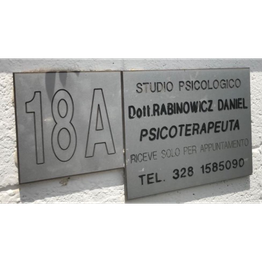 18A
STUDIO PSICOLOGICO
Dott.RABINOWICZ DANIEL
PSICOTERAPEUTA
RICEVE SOLO PER APPUNTAMENTO
TEL. 328 1585090